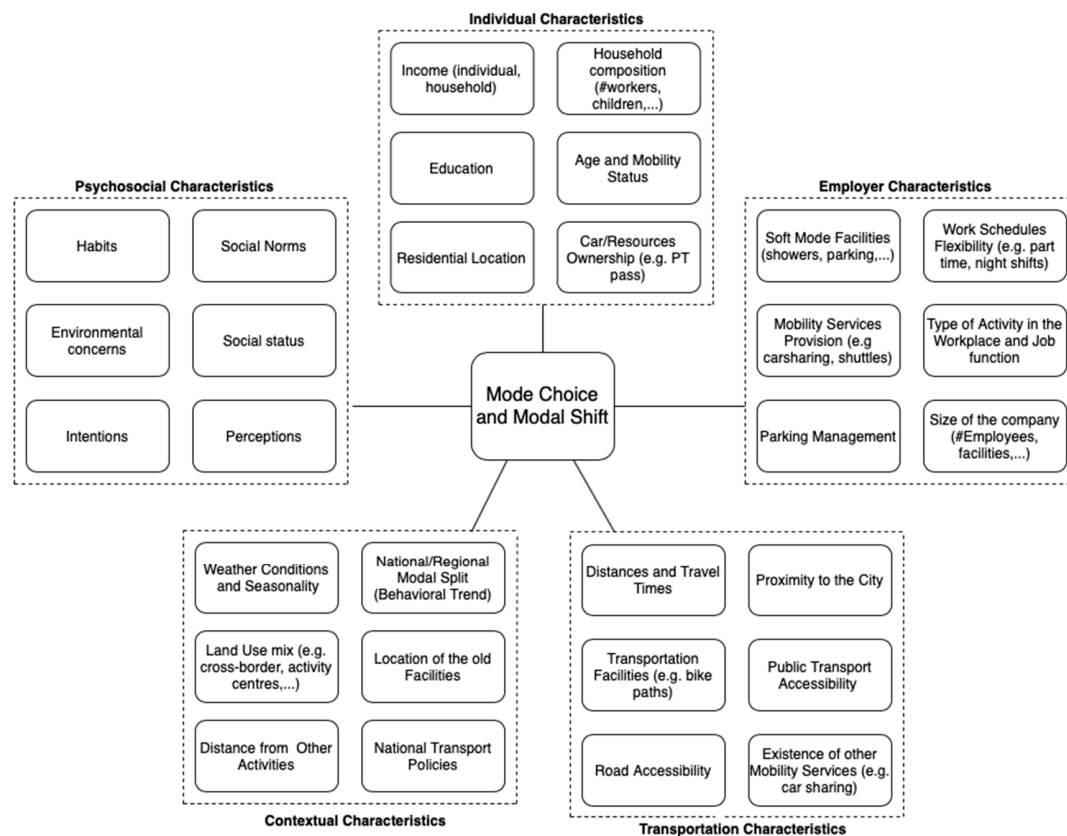 Individual Characteristics
Income (individual,
household)
Household
composition
(#workers,
children,...)
Education
Age and Mobility
Status
Residential Location
Car/Resources
Ownership (e.g. PT
pass)
Psychosocial Characteristics
Habits
Social Norms
Environmental
concerns
Social status
Intentions
Perceptions
Employer Characteristics
Soft Mode Facilities
(showers, parking,...)
Work Schedules
Flexibility (e.g. part
time, night shifts)
Mobility Services
Provision (e.g
carsharing, shuttles)
Type of Activity in the
Workplace and Job
function
Parking Management
Size of the company
(#Employees,
facilities,...)
Mode Choice
and Modal Shift
Weather Conditions
and Seasonality
National/Regional
Modal Split
(Behavioral Trend)
Land Use mix (e.g.
cross-border, activity
centres,...)
Location of the old
Facilities
Distance from Other
Activities
National Transport
Policies
Contextual Characteristics
Distances and Travel
Times
Proximity to the City
Transportation
Facilities (e.g. bike
paths)
Public Transport
Accessibility
Road Accessibility
Existence of other
Mobility Services (e.g.
car sharing)
Transportation Characteristics